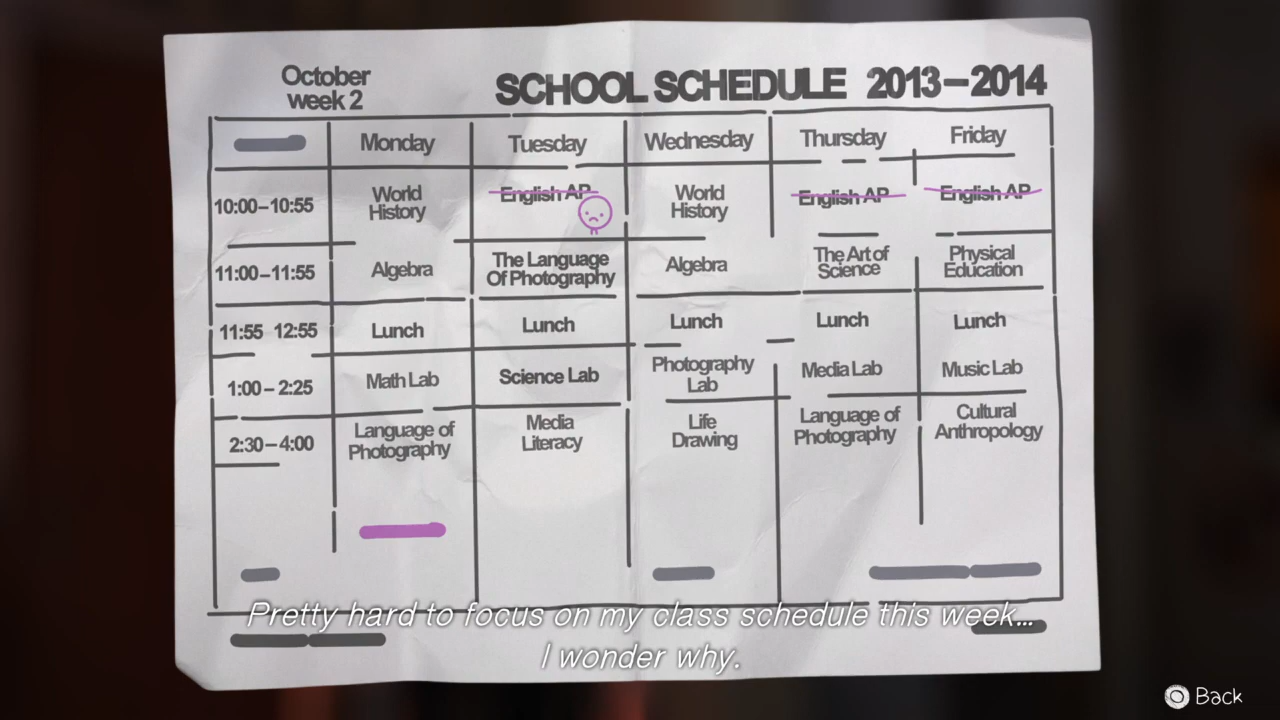 October
week 2
SCHOOL SCHEDULE 2013-2014
Monday Tuesday Wednesday Thursday Friday
10:00-10:55 World History English AP World History English AP English AP
11:00-11:55 Algebra The Language Of Photography Algebra The Art of Science Physical Education
11:55 12:55 Lunch Lunch Lunch Lunch Lunch
1:00-2:25 Math Lab Science Lab Photography Lab Media Lab Music Lab
2:30-4:00 Language of Photography Media Literacy Life Drawing Language of Photography Cultural Anthropology
Pretty hard to focus on my class schedule this week...
I wonder why.
Back